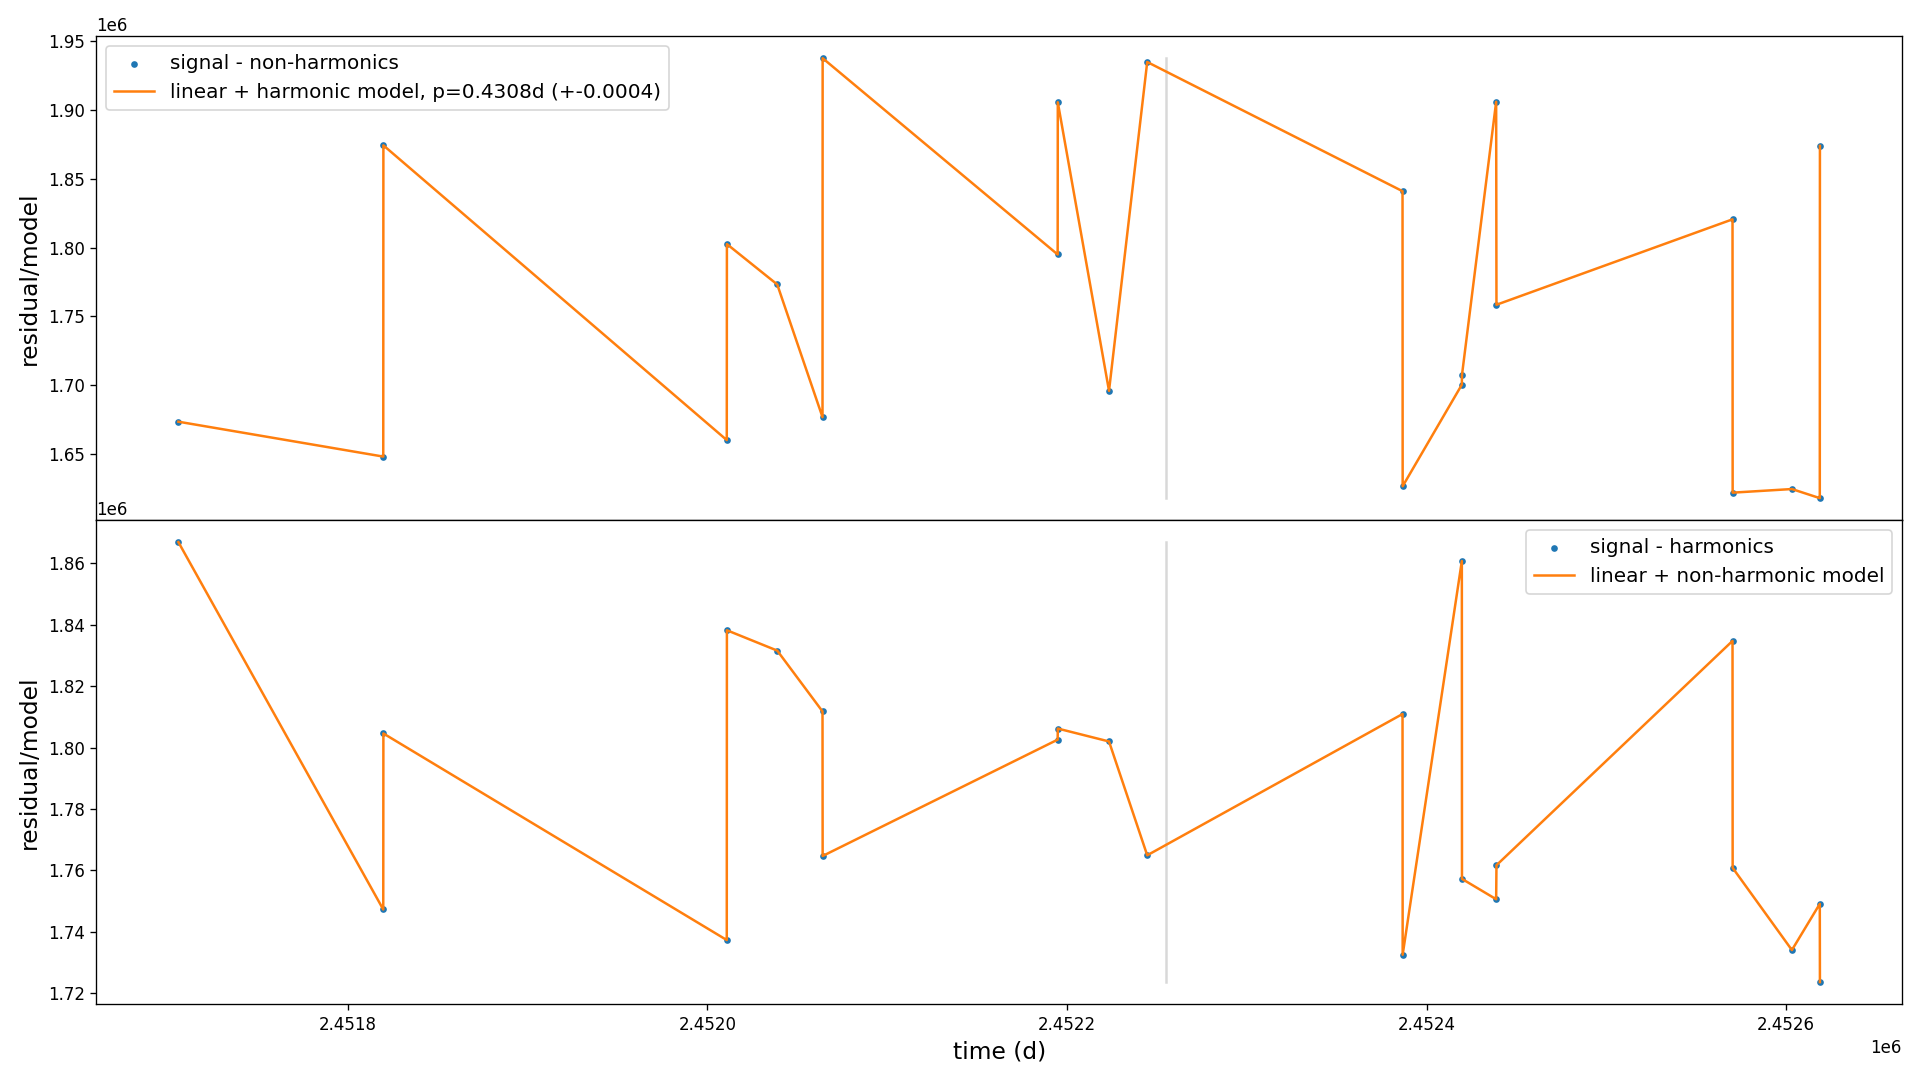 1e6
1.95
1.90
1.85
1.80
1.75
1.70
1.65
residual/model
signal - non-harmonics
linear + harmonic model, p=0.4308d (+-0.0004)
1e6
1.86
1.84
1.82
1.80
1.78
1.76
1.74
1.72
residual/model
signal - harmonics
linear + non-harmonic model
2.4518 2.4520 2.4522 2.4524 2.4526
time (d)
1e6